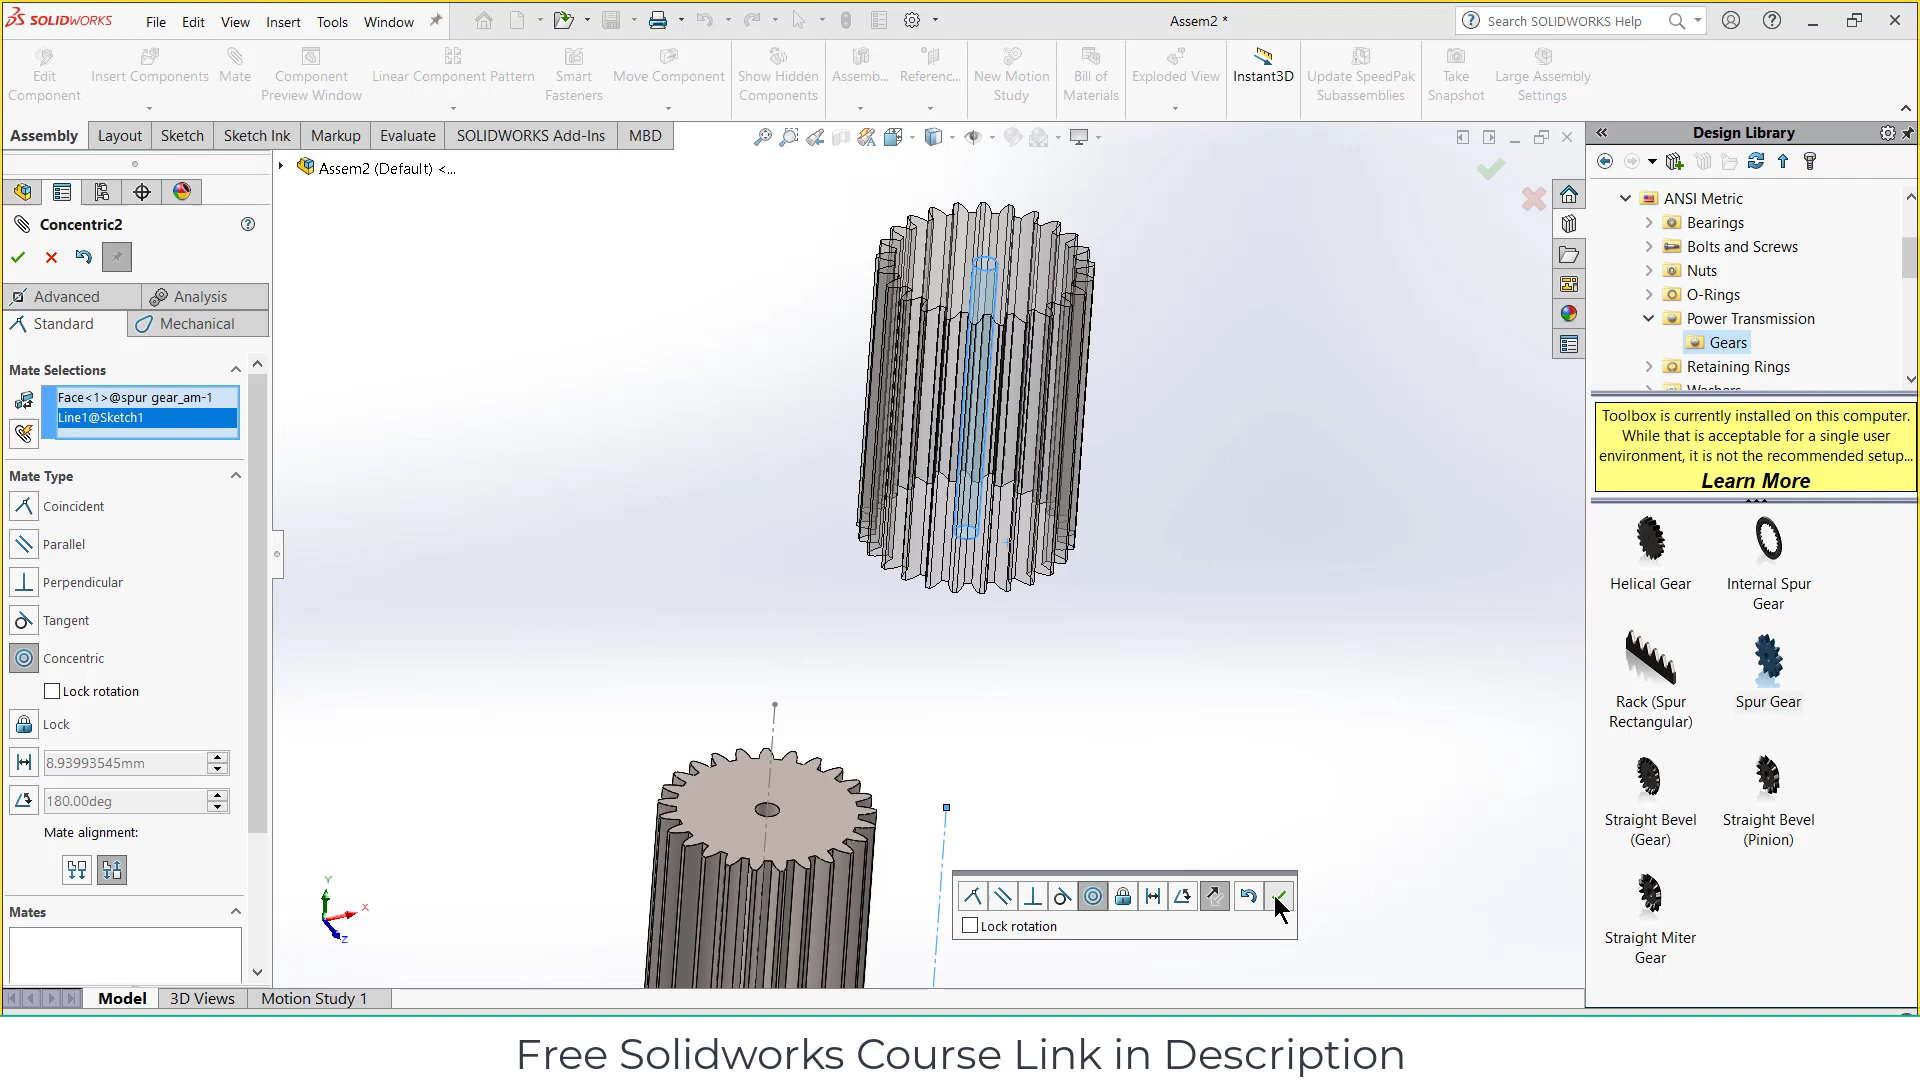 SOLIDWORKS File Edit View Insert Tools Window Assem2 * Search SOLIDWORKS Help
Edit Component
Insert Components
Mate
Component Preview Window
Linear Component Pattern
Smart Fasteners
Move Component
Show Hidden Components
Assemb...
Referenc...
New Motion Study
Bill of Materials
Exploded View
Instant3D
Update SpeedPak Subassemblies
Take Snapshot
Large Assembly Settings
Assembly Layout Sketch Sketch Ink Markup Evaluate SOLIDWORKS Add-Ins MBD
Assem2 (Default) <...
Concentric2
Advanced Analysis
Standard Mechanical
Mate Selections
Face<1>@spur gear_am-1
Line1@Sketch1
Mate Type
Coincident
Parallel
Perpendicular
Tangent
Concentric
Lock rotation
Lock
8.93993545mm
180.00deg
Mate alignment:
Mates
Y
X
Z
Lock rotation
Model 3D Views Motion Study 1
Design Library
ANSI Metric
Bearings
Bolts and Screws
Nuts
O-Rings
Power Transmission
Gears
Retaining Rings
Toolbox is currently installed on this computer.
While that is acceptable for a single user
environment, it is not the recommended setup...
Learn More
Helical Gear
Internal Spur Gear
Rack (Spur Rectangular)
Spur Gear
Straight Bevel (Gear)
Straight Bevel (Pinion)
Straight Miter Gear
Free Solidworks Course Link in Description